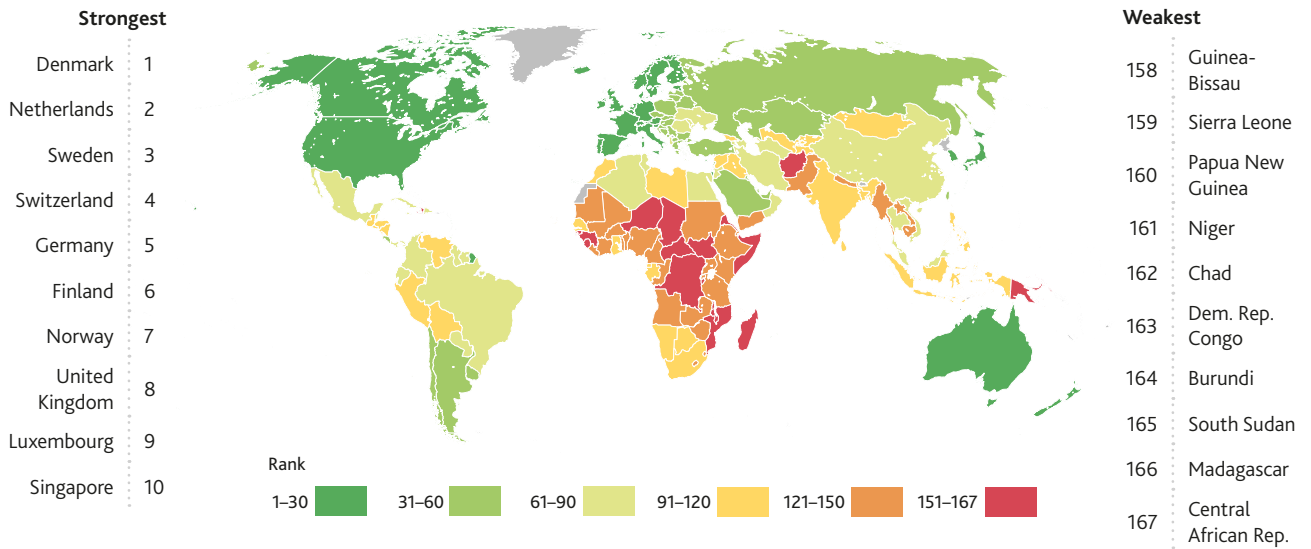 Strongest
Denmark 1
Netherlands 2
Sweden 3
Switzerland 4
Germany 5
Finland 6
Norway 7
United
Kingdom 8
Luxembourg 9
Singapore 10
Rank
1–30
31–60
61–90
91–120
121–150
151–167
Weakest
158 Guinea-
Bissau
159 Sierra Leone
160 Papua New
Guinea
161 Niger
162 Chad
163 Dem. Rep.
Congo
164 Burundi
165 South Sudan
166 Madagascar
167 Central
African Rep.